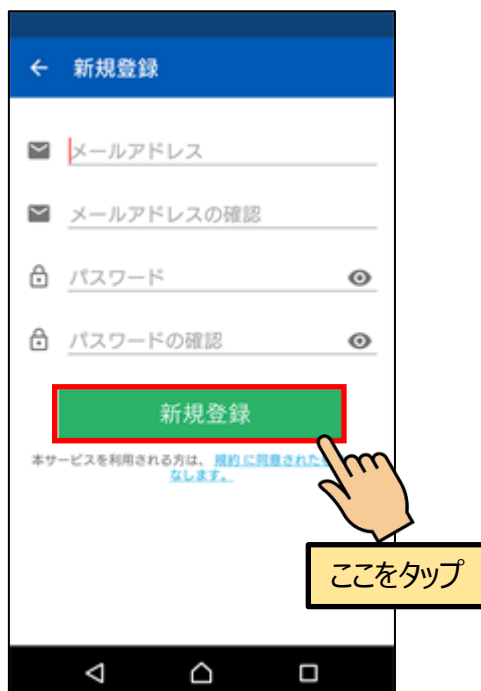 新規登録
メールアドレス
メールアドレスの確認
パスワード
パスワードの確認
新規登録
本サービスを利用される方は、規約に同意された
なします。
ここをタップ